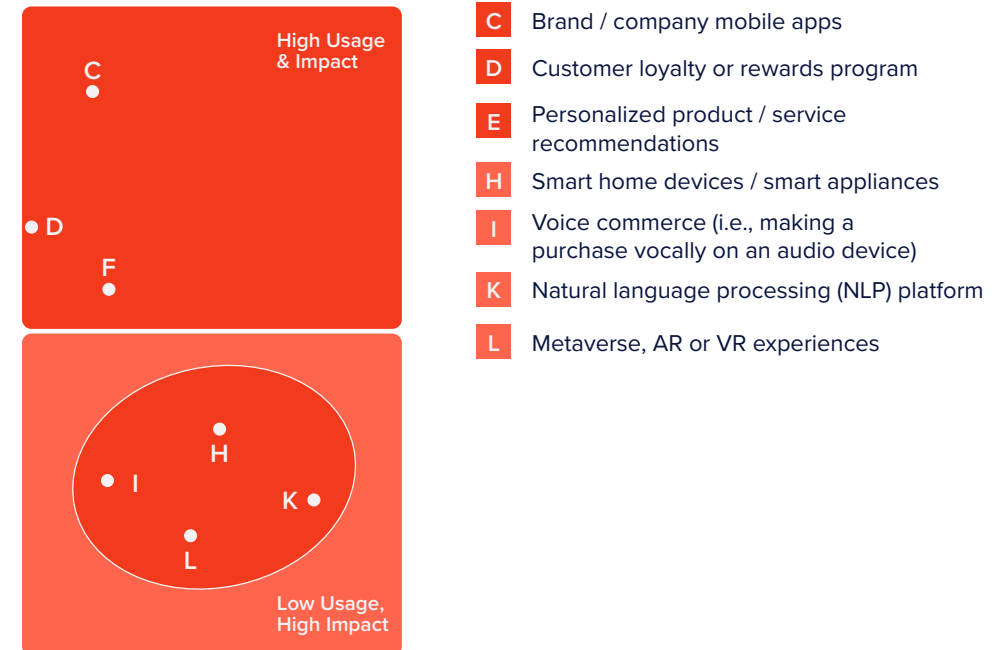 High Usage
& Impact
C
D
F
H
I
K
L
Low Usage,
High Impact
C Brand / company mobile apps
D Customer loyalty or rewards program
E Personalized product / service
recommendations
H Smart home devices / smart appliances
I Voice commerce (i.e., making a
purchase vocally on an audio device)
K Natural language processing (NLP) platform
L Metaverse, AR or VR experiences